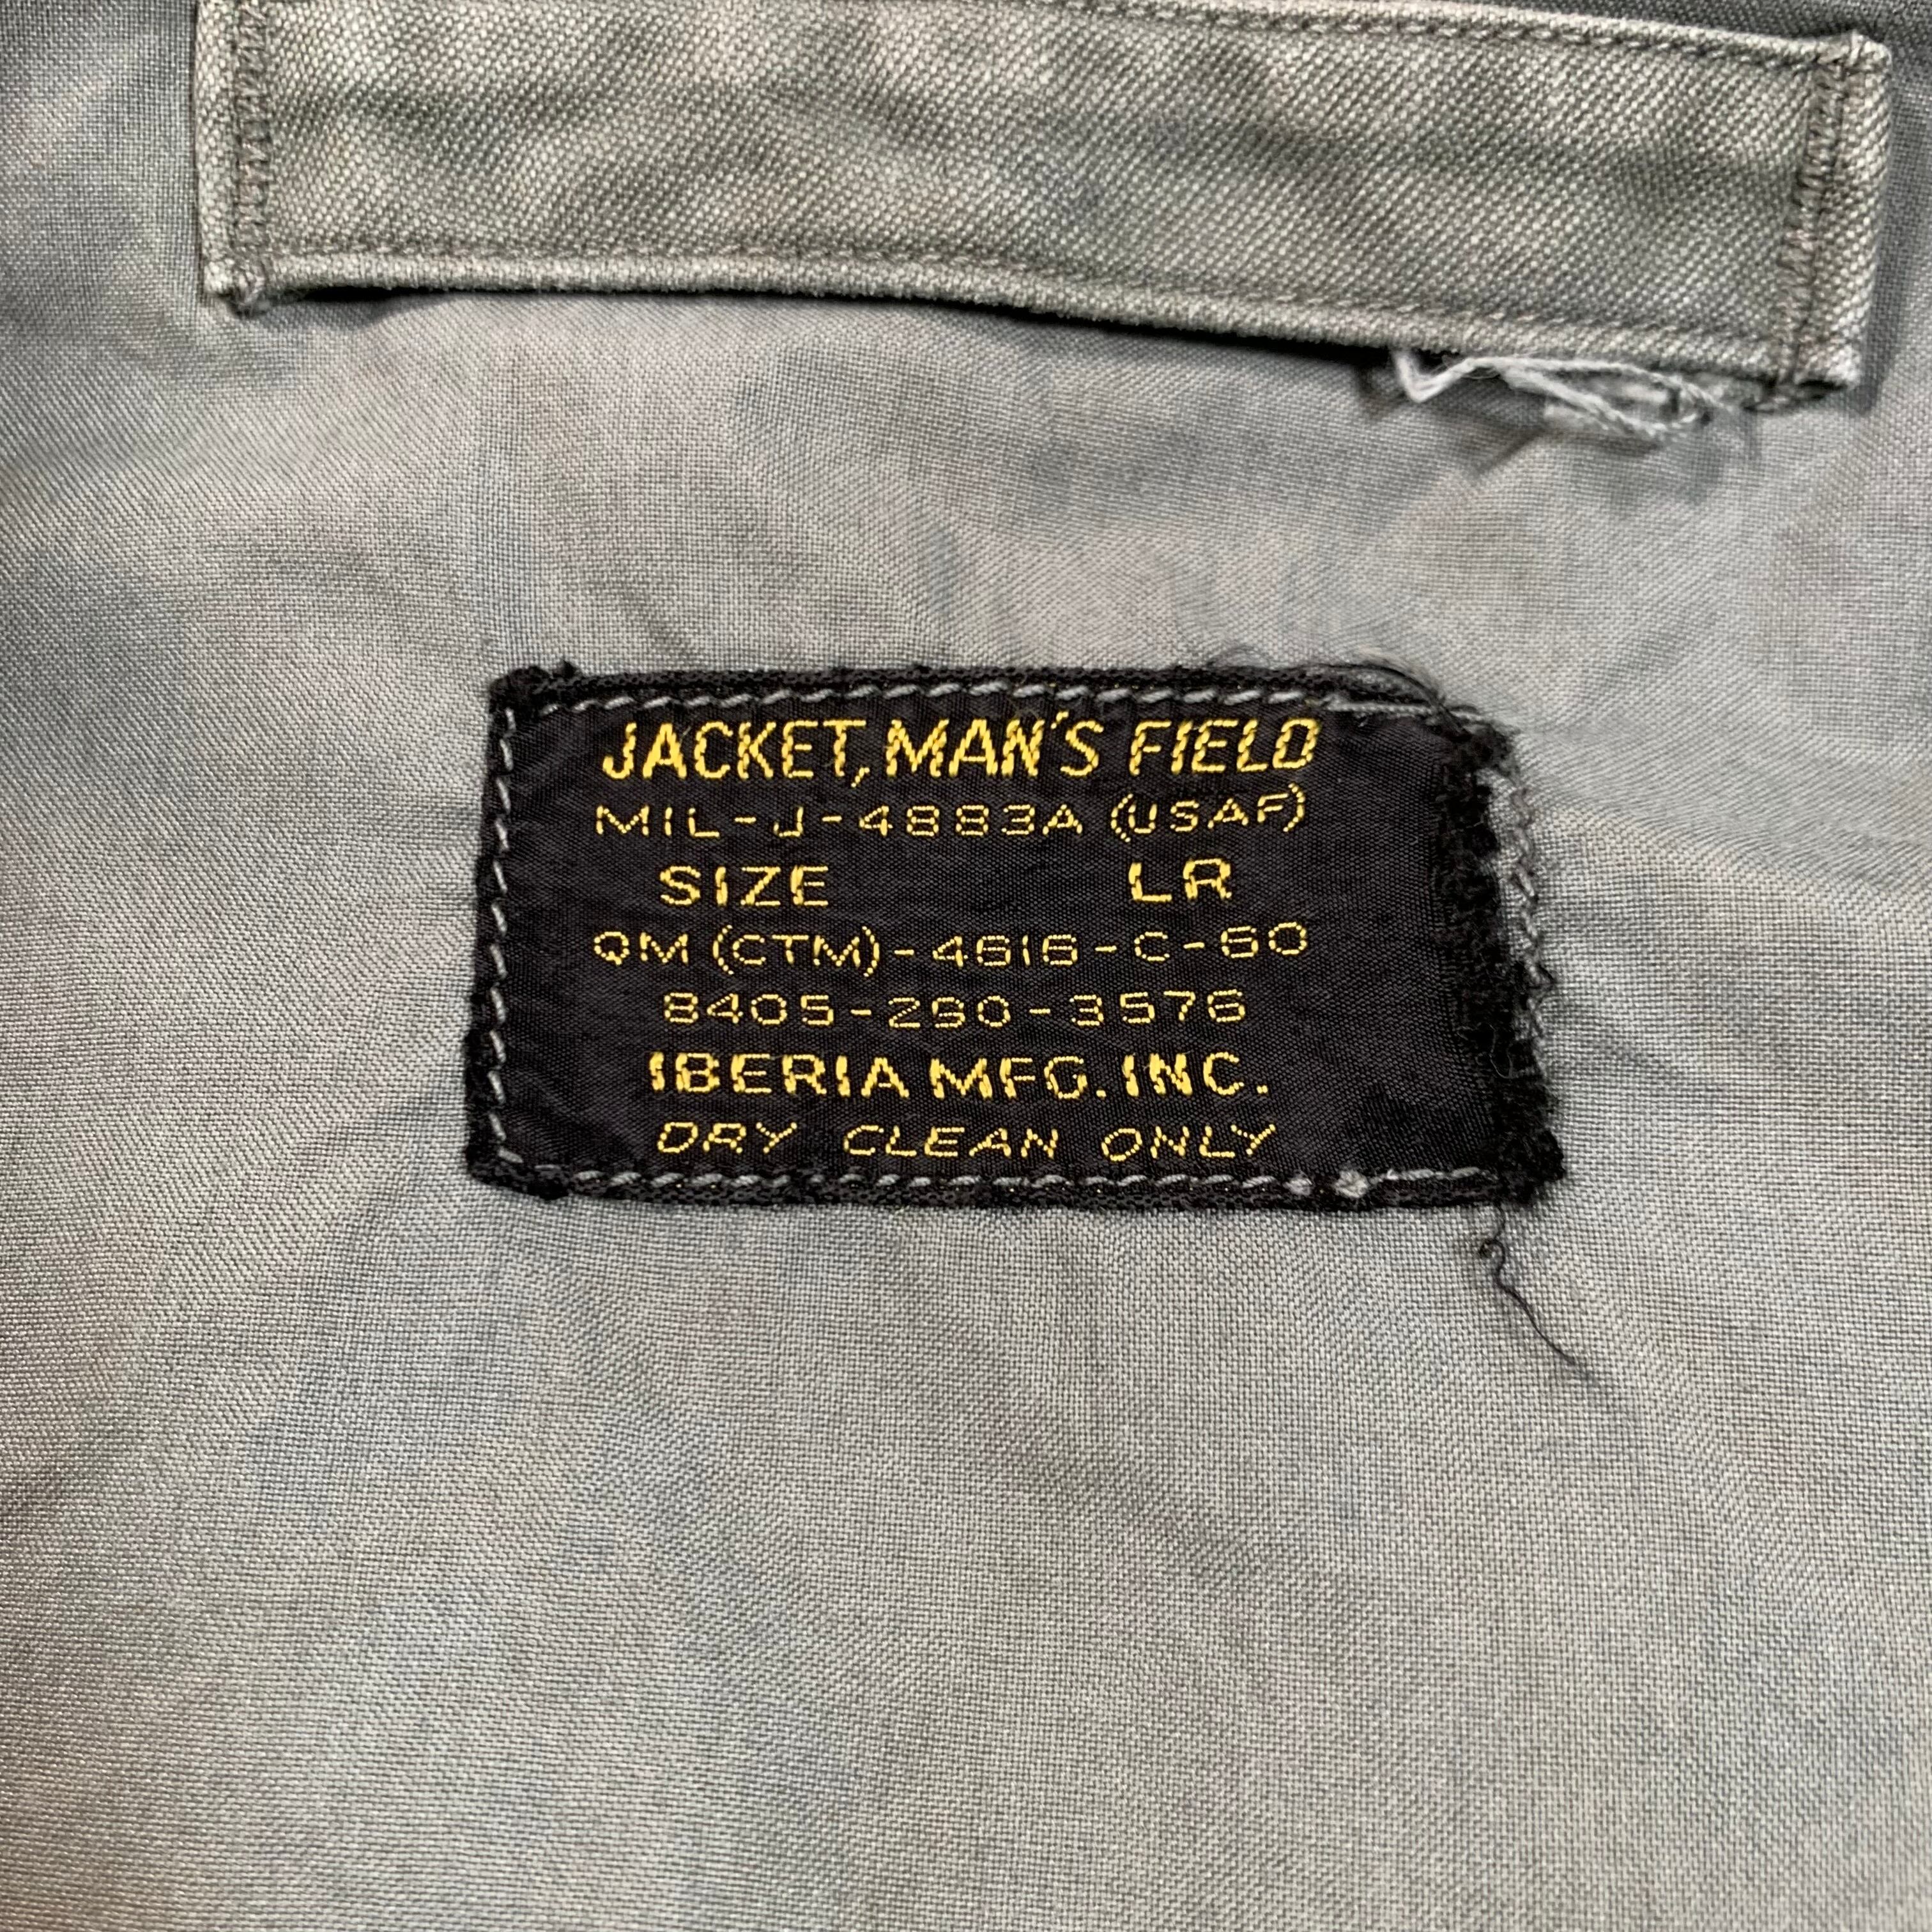 JACKET, MAN'S FIELD
MIL-J-4883A (USAF)
SIZE LR
QM (CTM)-4616-C-60
8405-290-3576
IBERIA MFG. INC.
DRY CLEAN ONLY